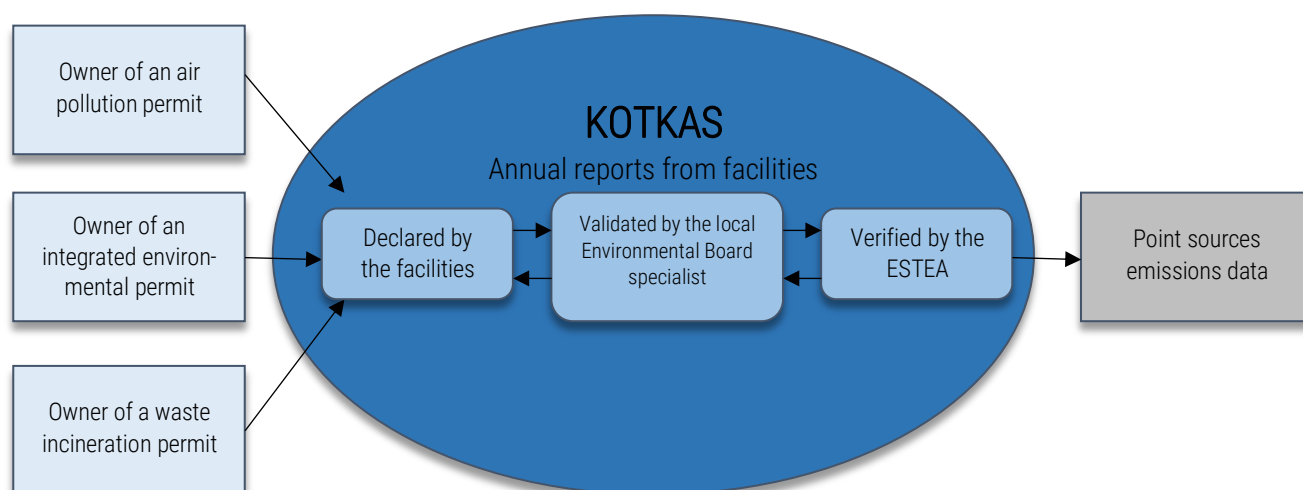 Owner of an air
pollution permit
KOTKAS
Annual reports from facilities
Owner of an
integrated environ-
mental permit
Declared by
the facilities
Validated by the local
Environmental Board
specialist
Verified by the
ESTEA
Point sources
emissions data
Owner of a waste
incineration permit